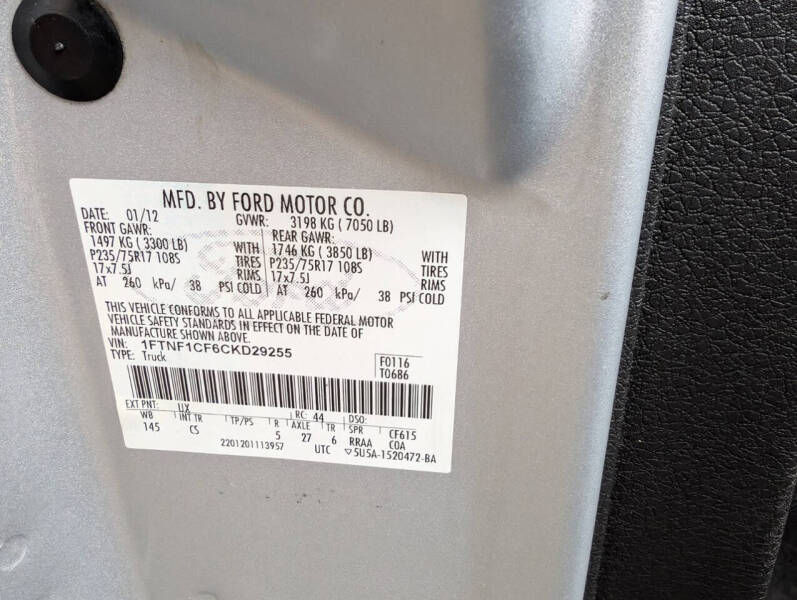 MFD. BY FORD MOTOR CO.
DATE: 01/12 GVWR: 3198 KG ( 7050 LB)
FRONT GAWR: REAR GAWR:
1497 KG ( 3300 LB) WITH 1746 KG ( 3850 LB) WITH
P235/75R17 108S TIRES P235/75R17 108S TIRES
17x7.5J RIMS 17x7.5J RIMS
AT 260 kPa/ 38 PSI COLD AT 260 kPa/ 38 PSI COLD
THIS VEHICLE CONFORMS TO ALL APPLICABLE FEDERAL MOTOR
VEHICLE SAFETY STANDARDS IN EFFECT ON THE DATE OF
MANUFACTURE SHOWN ABOVE.
VIN: 1FTNF1CF6CKD29255
TYPE: Truck F0116
T0686
EXT PNT: UX RC: 44 DSO:
WB INT TR TP/PS R AXLE TR SPR CF615
145 CS 5 27 6 RRAA COA
2201201113957 UTC ▽5U5A-1520472-BA